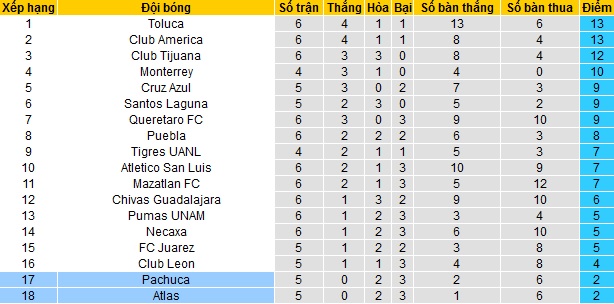 Xếp hạng Đội bóng Số trận Thắng Hòa Bại Số bàn thắng Số bàn thua Điểm
1 Toluca 6 4 1 1 13 6 13
2 Club America 6 4 1 1 8 4 13
3 Club Tijuana 6 3 3 0 8 4 12
4 Monterrey 4 3 1 0 4 0 10
5 Cruz Azul 5 3 0 2 7 3 9
6 Santos Laguna 5 2 3 0 5 2 9
7 Queretaro FC 6 3 0 3 9 10 9
8 Puebla 6 2 2 2 6 3 8
9 Tigres UANL 4 2 1 1 5 3 7
10 Atletico San Luis 6 2 1 3 10 9 7
11 Mazatlan FC 6 2 1 3 5 12 7
12 Chivas Guadalajara 6 1 3 2 9 10 6
13 Pumas UNAM 5 1 2 2 3 4 5
14 Necaxa 6 1 2 3 9 10 5
15 FC Juarez 5 1 2 2 3 8 5
16 Club Leon 5 1 1 3 4 8 4
17 Pachuca 5 0 2 3 2 6 2
18 Atlas 5 0 2 3 1 6 2